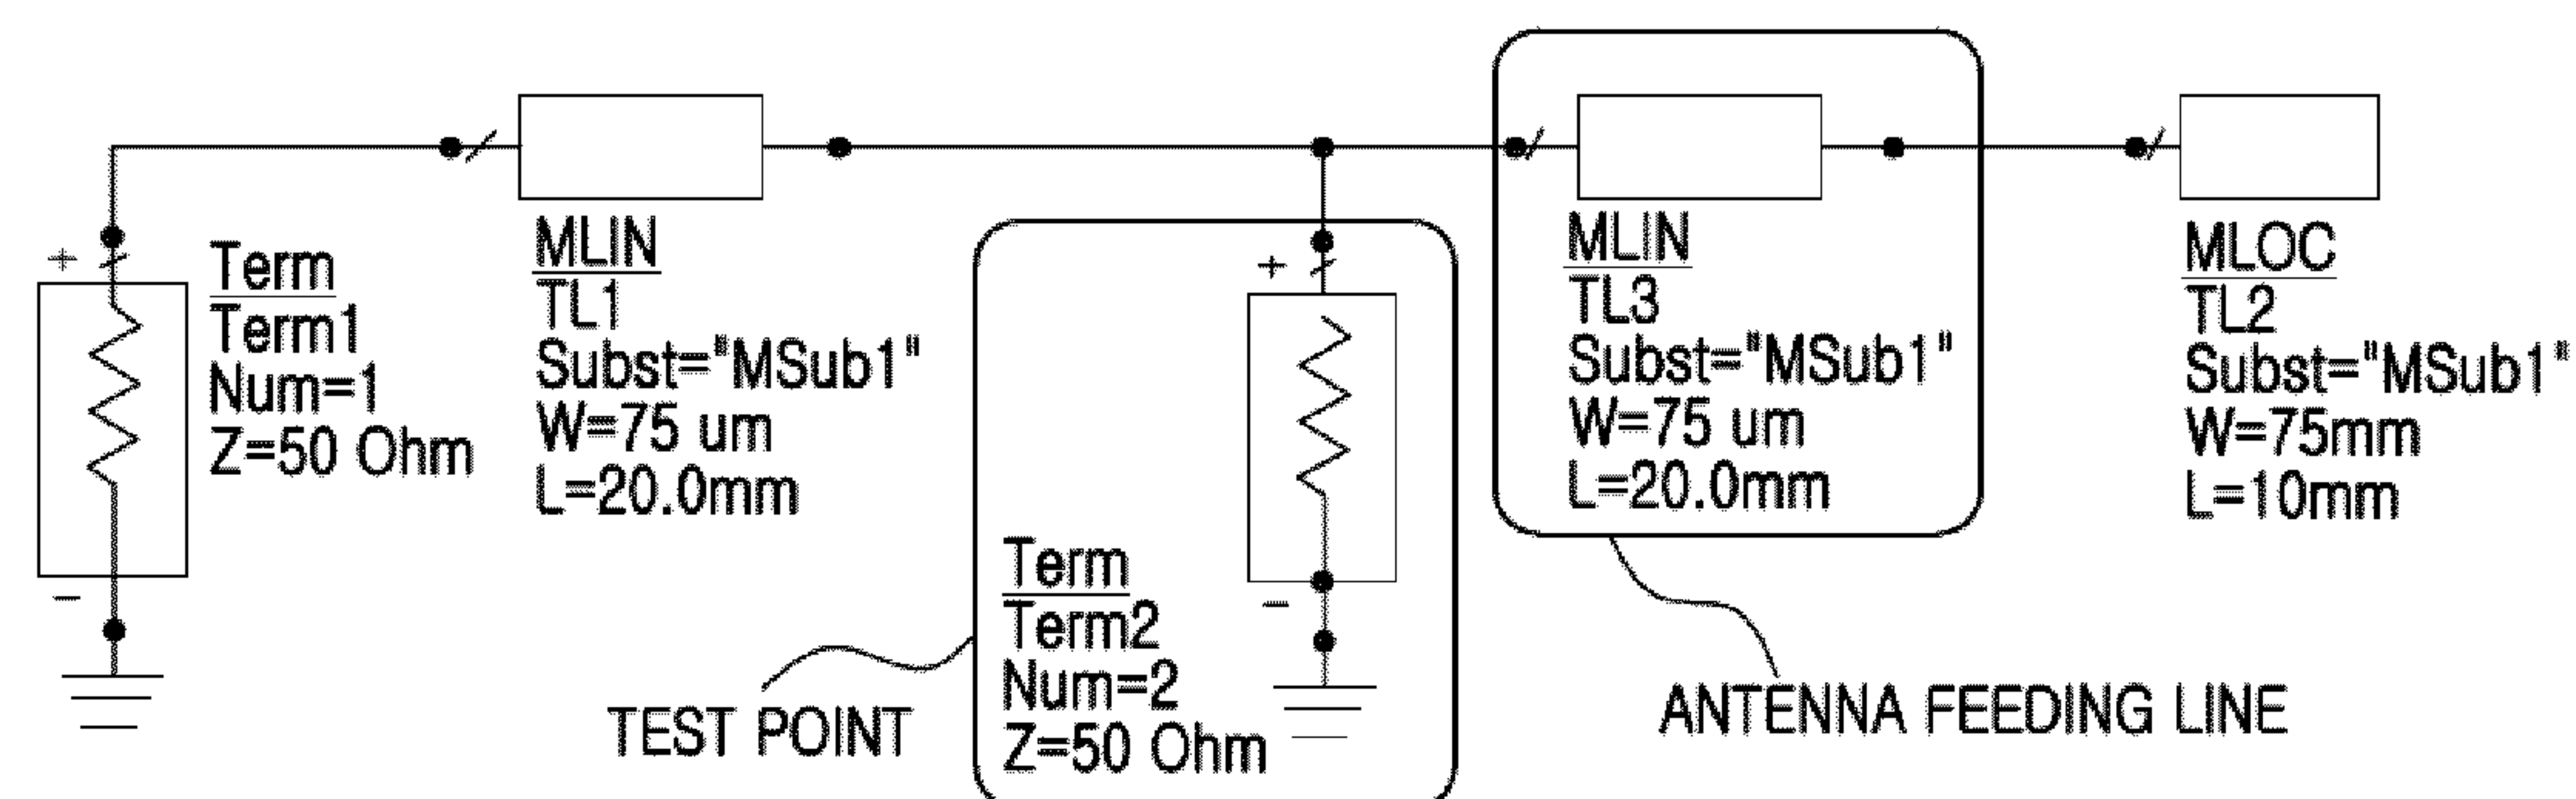 +
Term
Term1
Num=1
Z=50 Ohm
−
MLIN
TL1
Subst="MSub1"
W=75 um
L=20.0mm
TEST POINT
+
Term
Term2
Num=2
Z=50 Ohm
−
MLIN
TL3
Subst="MSub1"
W=75 um
L=20.0mm
ANTENNA FEEDING LINE
MLOC
TL2
Subst="MSub1"
W=75mm
L=10mm